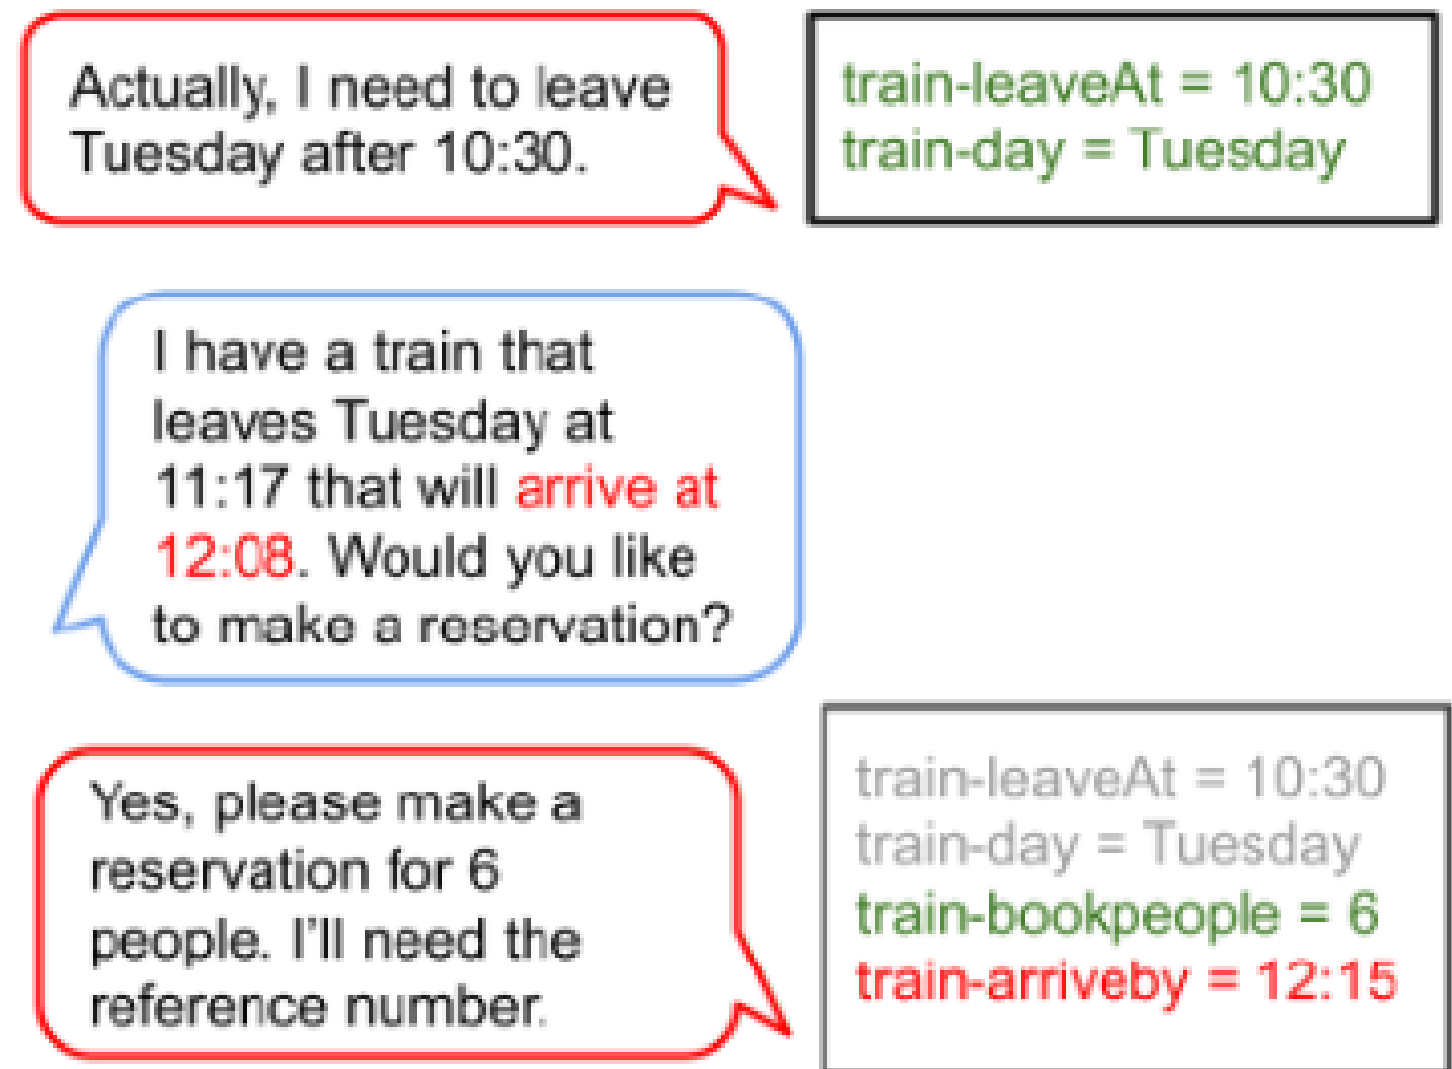 Actually, I need to leave
Tuesday after 10:30.
train-leaveAt = 10:30
train-day = Tuesday
I have a train that
leaves Tuesday at
11:17 that will arrive at
12:08. Would you like
to make a reservation?
Yes, please make a
reservation for 6
people. I'll need the
reference number.
train-leaveAt = 10:30
train-day = Tuesday
train-bookpeople = 6
train-arriveby = 12:15